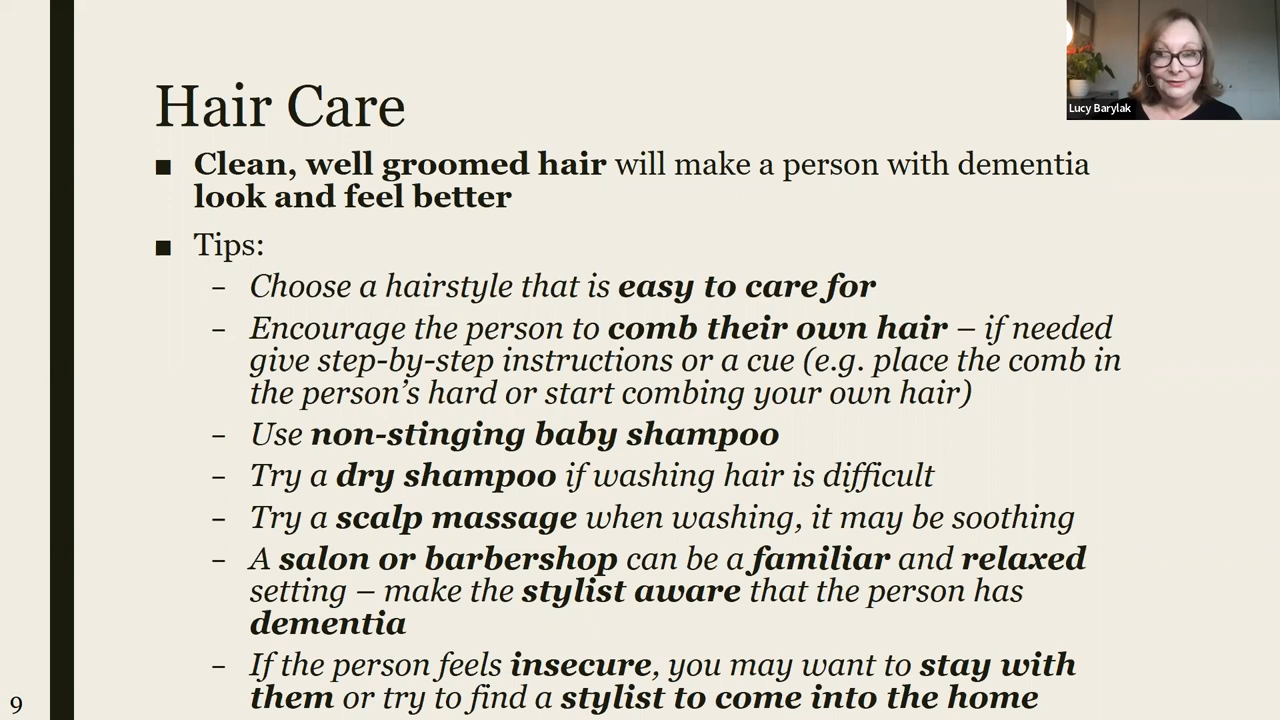 Lucy Barylak
Hair Care
■ Clean, well groomed hair will make a person with dementia
look and feel better
■ Tips:
– Choose a hairstyle that is easy to care for
– Encourage the person to comb their own hair – if needed
give step-by-step instructions or a cue (e.g. place the comb in
the person's hard or start combing your own hair)
– Use non-stinging baby shampoo
– Try a dry shampoo if washing hair is difficult
– Try a scalp massage when washing, it may be soothing
– A salon or barbershop can be a familiar and relaxed
setting – make the stylist aware that the person has
dementia
– If the person feels insecure, you may want to stay with
them or try to find a stylist to come into the home
9